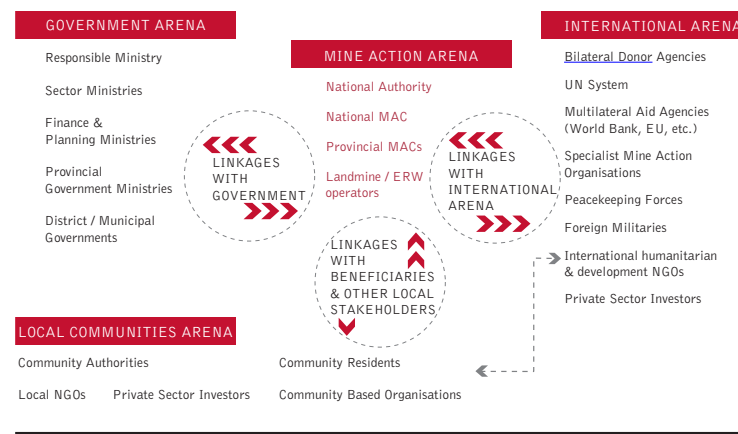 GOVERNMENT ARENA
Responsible Ministry
Sector Ministries
Finance &
Planning Ministries
Provincial
Government Ministries
District / Municipal
Governments
LINKAGES
WITH
GOVERNMENT
MINE ACTION ARENA
National Authority
National MAC
Provincial MACs
Landmine / ERW
operators
LINKAGES
WITH
INTERNATIONAL
ARENA
INTERNATIONAL ARENA
Bilateral Donor Agencies
UN System
Multilateral Aid Agencies
(World Bank, EU, etc.)
Specialist Mine Action
Organisations
Peacekeeping Forces
Foreign Militaries
International humanitarian
& development NGOs
Private Sector Investors
LINKAGES
WITH
BENEFICIARIES
& OTHER LOCAL
STAKEHOLDERS
LOCAL COMMUNITIES ARENA
Community Authorities
Community Residents
Local NGOs
Private Sector Investors
Community Based Organisations